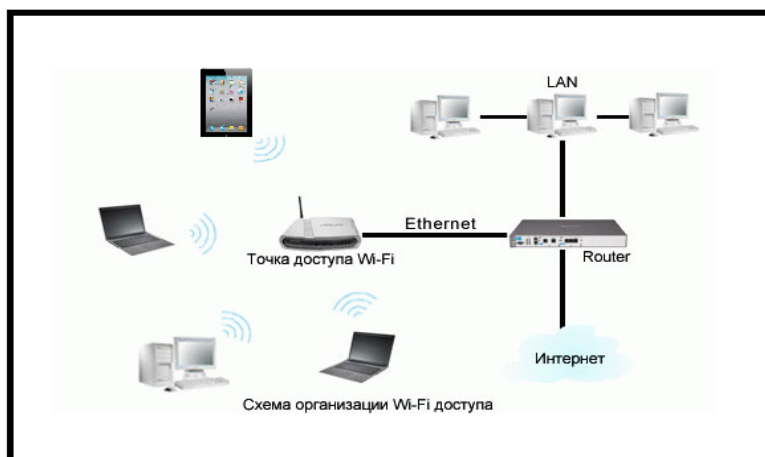 LAN
Ethernet
Точка доступа Wi-Fi
Router
Интернет
Схема организации Wi-Fi доступа